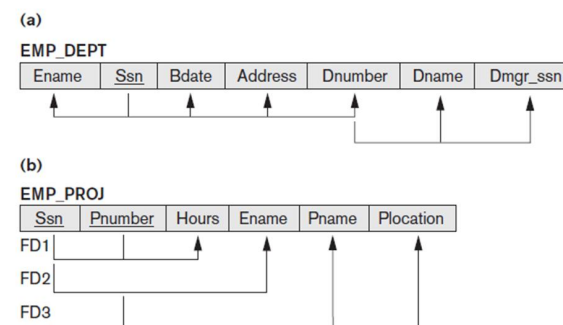 (a)
EMP_DEPT
Ename Ssn Bdate Address Dnumber Dname Dmgr_ssn
(b)
EMP_PROJ
Ssn Pnumber Hours Ename Pname Plocation
FD1
FD2
FD3